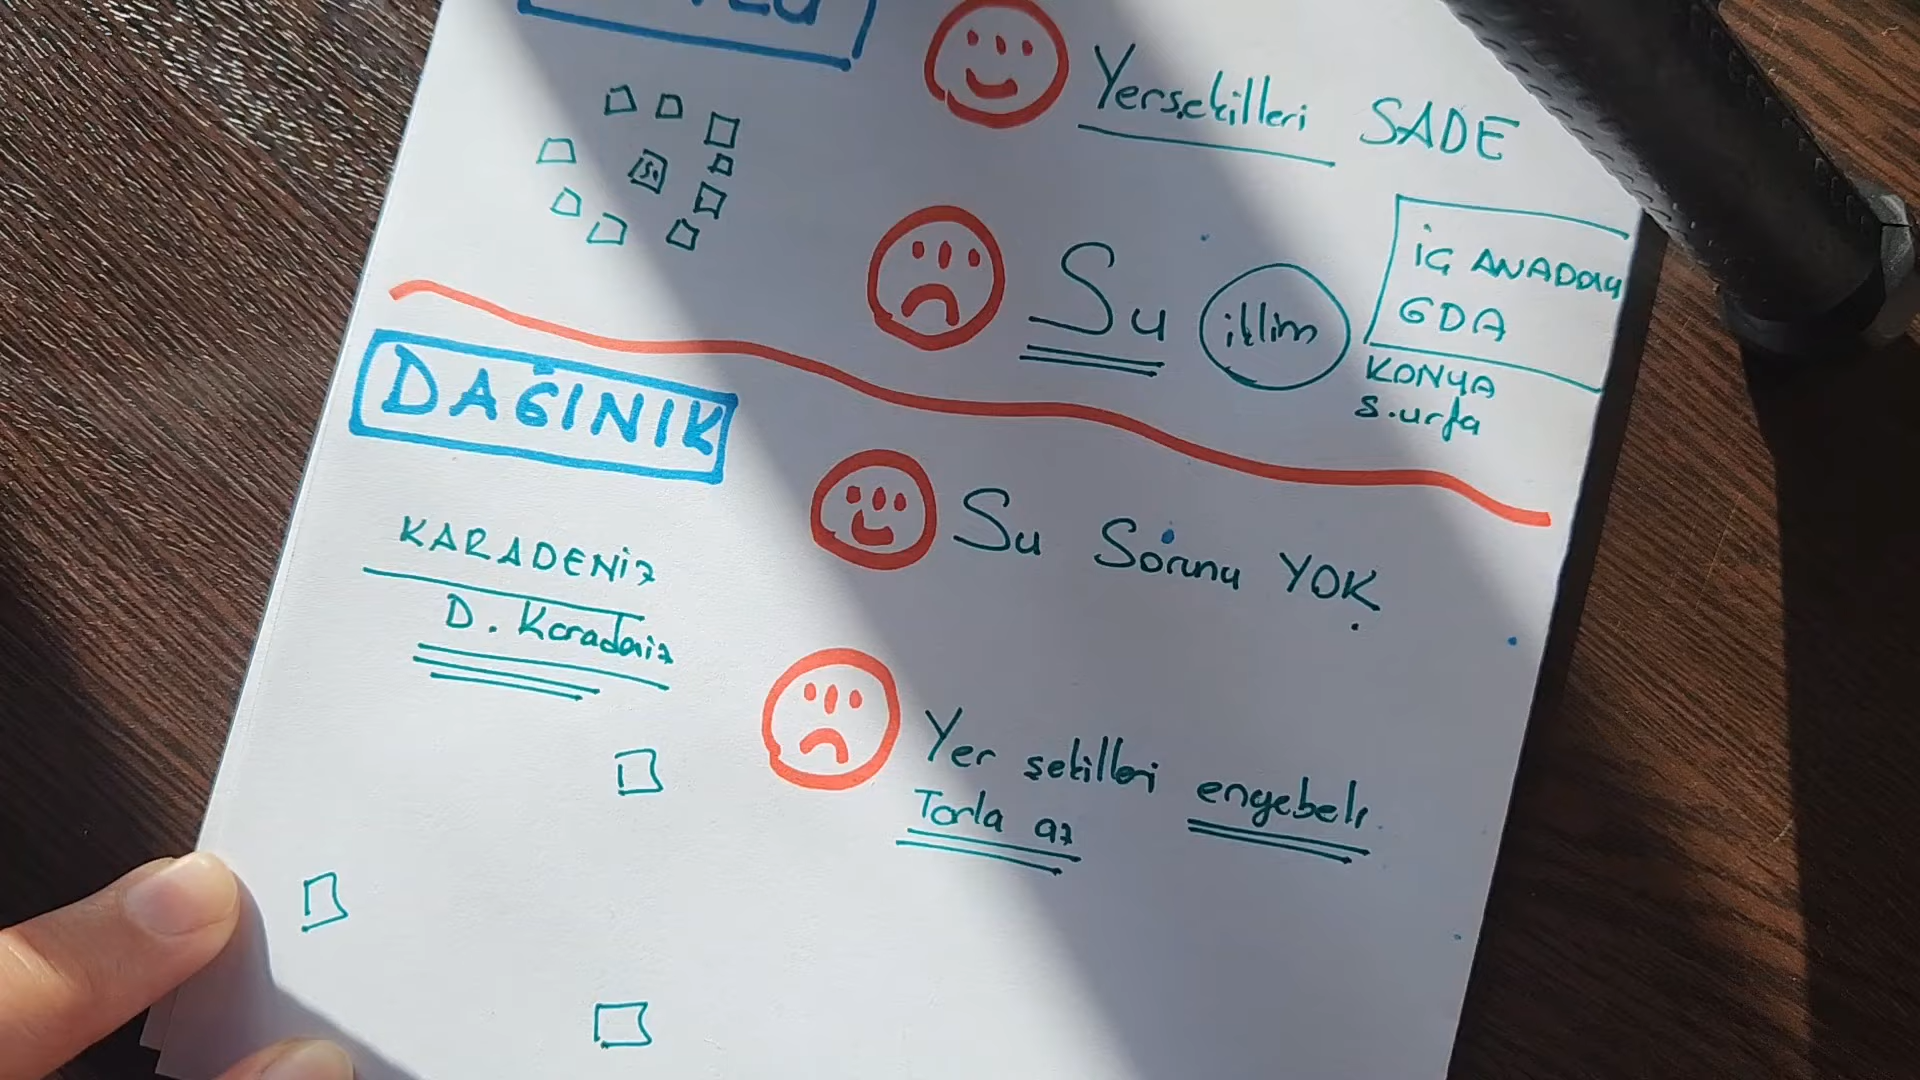 Yerşekilleri SADE
Su iklim
İÇ ANADOLU
GDA
KONYA
Ş.urfa
DAĞINIK
KARADENİZ
D. Karadeniz
Su Sorunu YOK.
Yer şekilleri engebeli
Tarla az